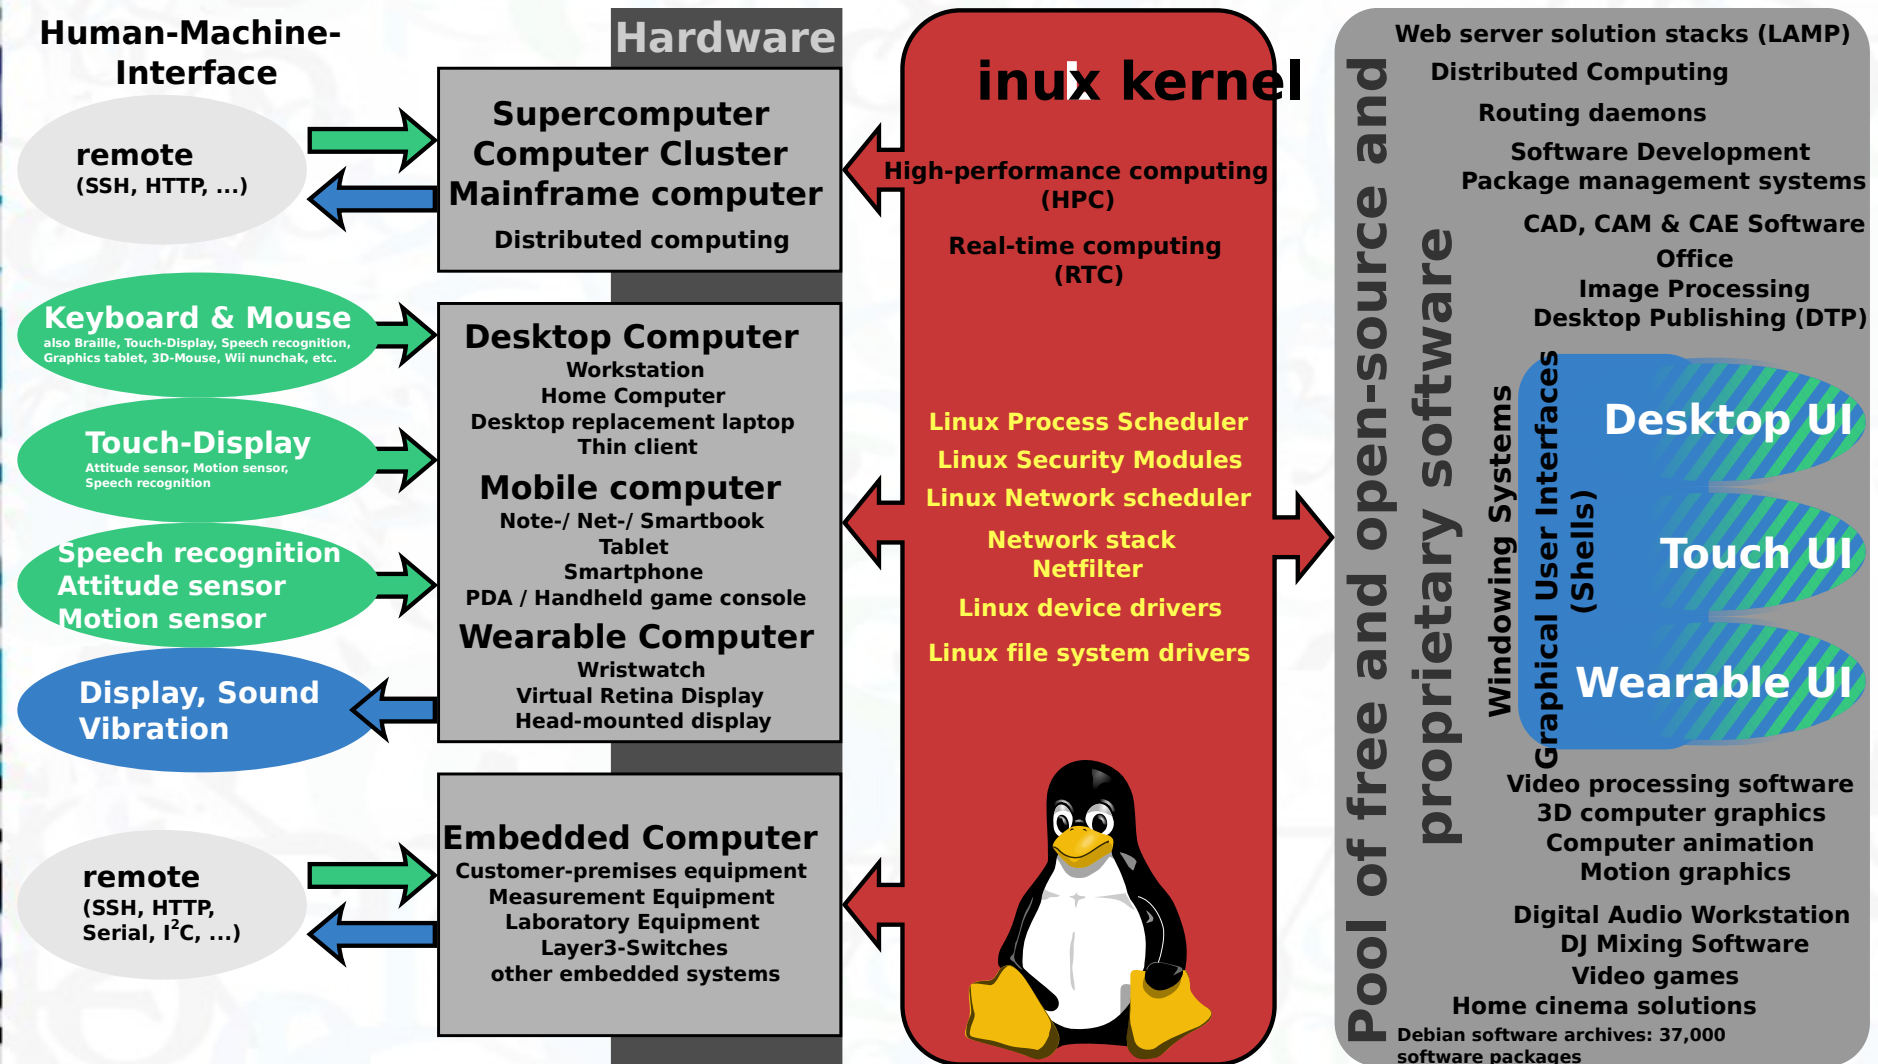 Human-Machine-
Interface
remote
(SSH, HTTP, ...)
Keyboard & Mouse
also Braille, Touch-Display, Speech recognition,
Graphics tablet, 3D-Mouse, Wii nunchak, etc.
Touch-Display
Attitude sensor, Motion sensor,
Speech recognition
Speech recognition
Attitude sensor
Motion sensor
Display, Sound
Vibration
remote
(SSH, HTTP,
Serial, I²C, ...)
Hardware
Supercomputer
Computer Cluster
Mainframe computer
Distributed computing
Desktop Computer
Workstation
Home Computer
Desktop replacement laptop
Thin client
Mobile computer
Note-/ Net-/ Smartbook
Tablet
Smartphone
PDA / Handheld game console
Wearable Computer
Wristwatch
Virtual Retina Display
Head-mounted display
Embedded Computer
Customer-premises equipment
Measurement Equipment
Laboratory Equipment
Layer3-Switches
other embedded systems
inux kernel
High-performance computing
(HPC)
Real-time computing
(RTC)
Linux Process Scheduler
Linux Security Modules
Linux Network scheduler
Network stack
Netfilter
Linux device drivers
Linux file system drivers
Pool of free and open-source and
proprietary software
Web server solution stacks (LAMP)
Distributed Computing
Routing daemons
Software Development
Package management systems
CAD, CAM & CAE Software
Office
Image Processing
Desktop Publishing (DTP)
Windowing Systems
Graphical User Interfaces
(Shells)
Desktop UI
Touch UI
Wearable UI
Video processing software
3D computer graphics
Computer animation
Motion graphics
Digital Audio Workstation
DJ Mixing Software
Video games
Home cinema solutions
Debian software archives: 37,000
software packages